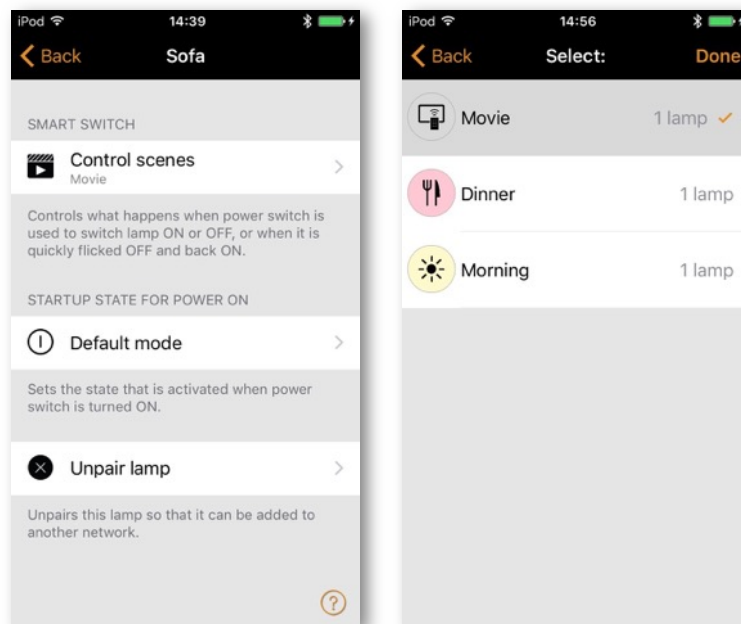 iPod 14:39
Back Sofa
SMART SWITCH
Control scenes
Movie
Controls what happens when power switch is
used to switch lamp ON or OFF, or when it is
quickly flicked OFF and back ON.
STARTUP STATE FOR POWER ON
Default mode
Sets the state that is activated when power
switch is turned ON.
Unpair lamp
Unpairs this lamp so that it can be added to
another network.
?
iPod 14:56
Back Select: Done
Movie 1 lamp
Dinner 1 lamp
Morning 1 lamp